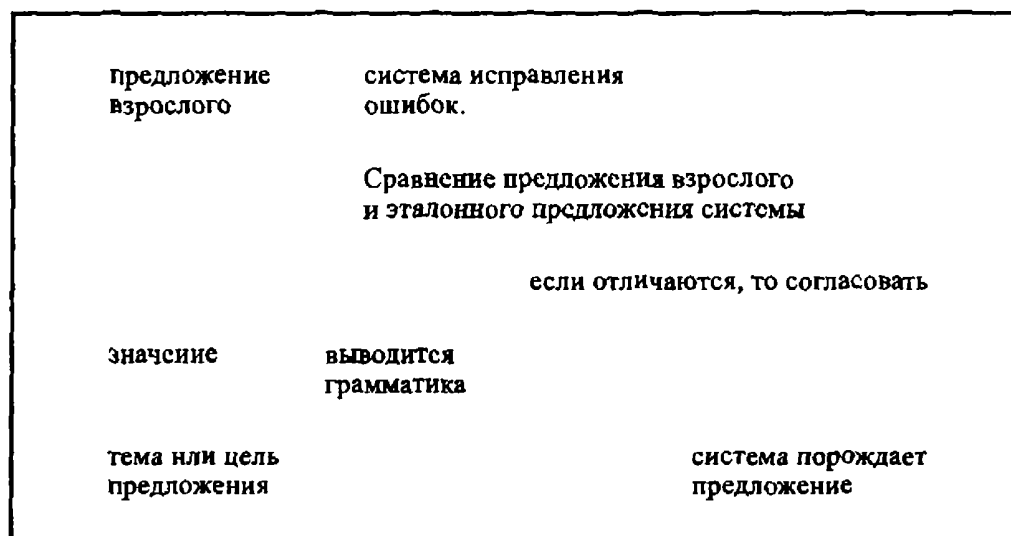 предложение система исправления
взрослого ошибок.
Сравнение предложения взрослого
и эталонного предложения системы
если отличаются, то согласовать
значение выводится
грамматика
тема или цель система порождает
предложения предложение